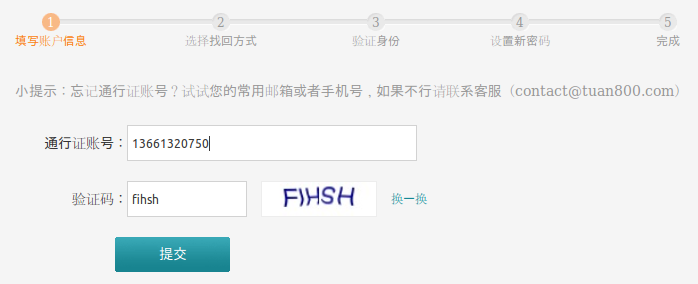 1 2 3 4 5
填写账户信息 选择找回方式 验证身份 设置新密码 完成
小提示：忘记通行证账号？试试您的常用邮箱或者手机号，如果不行请联系客服（contact@tuan800.com）
通行证账号： 13661320750
验证码： fihsh FIHSH 换一换
提交